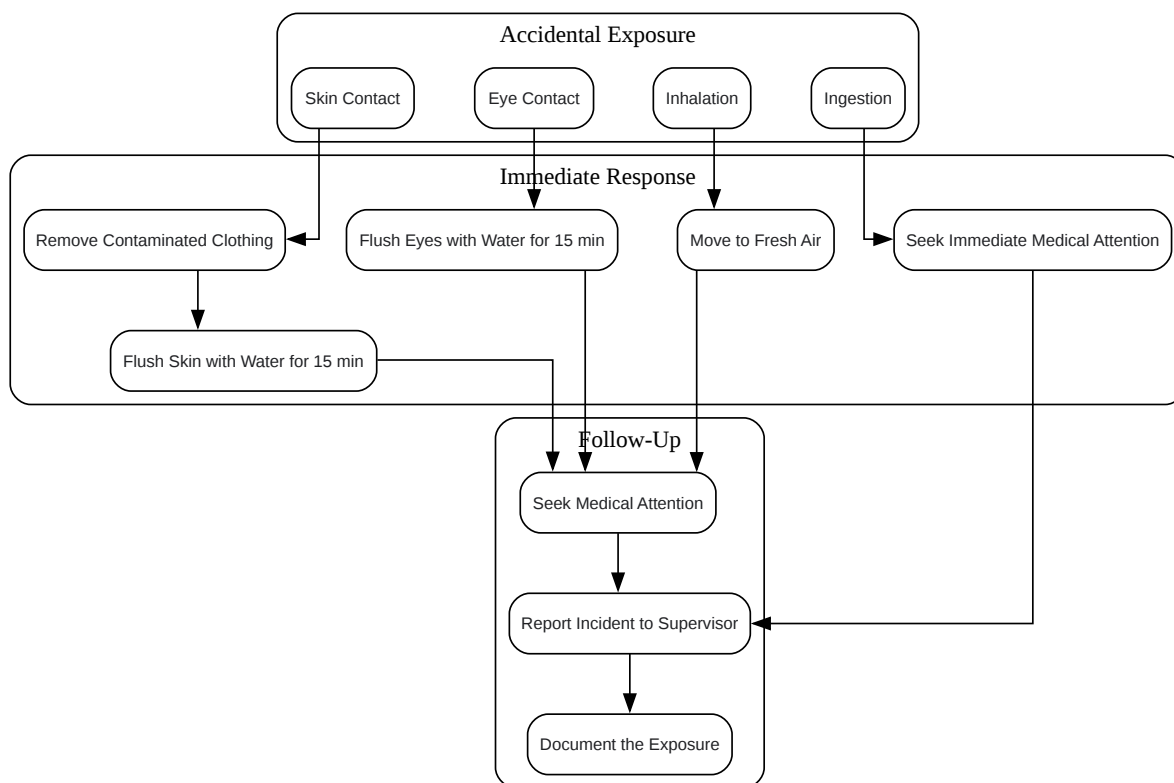 Accidental Exposure
Skin Contact
Eye Contact
Inhalation
Ingestion
Immediate Response
Remove Contaminated Clothing
Flush Eyes with Water for 15 min
Move to Fresh Air
Seek Immediate Medical Attention
Flush Skin with Water for 15 min
Follow-Up
Seek Medical Attention
Report Incident to Supervisor
Document the Exposure